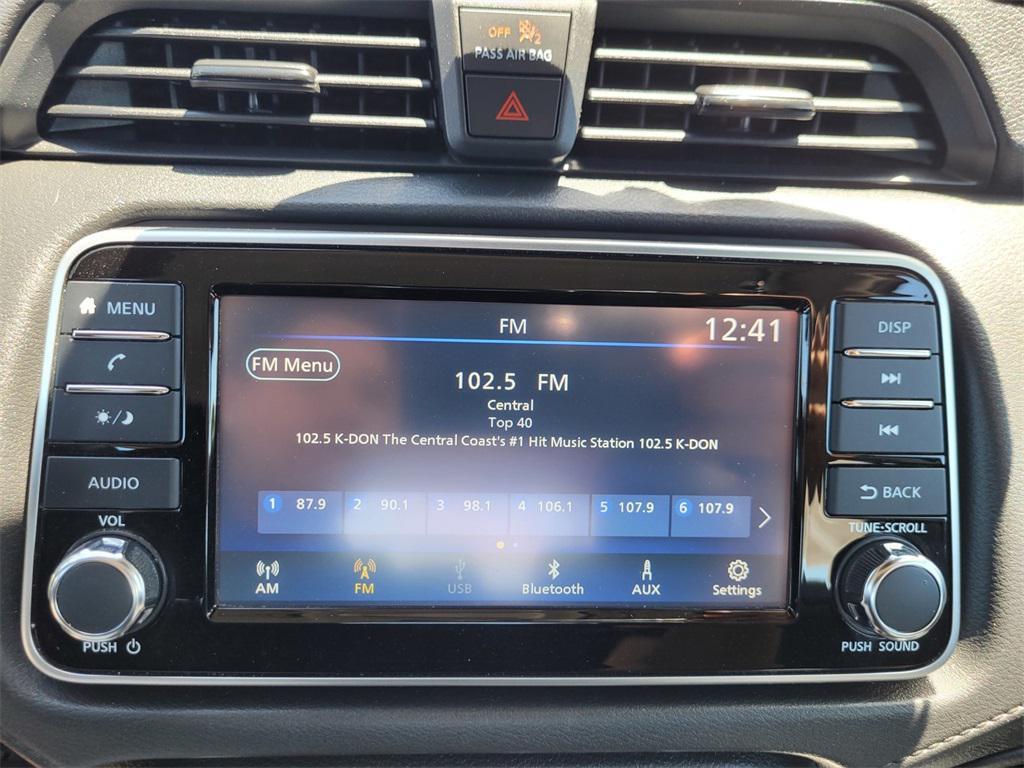 OFF 2
PASS AIR BAG
MENU
DISP
FM
12:41
FM Menu
102.5 FM
Central
Top 40
102.5 K-DON The Central Coast's #1 Hit Music Station 102.5 K-DON
AUDIO
BACK
1 87.9 2 90.1 3 98.1 4 106.1 5 107.9 6 107.9
VOL
TUNE·SCROLL
AM FM USB Bluetooth AUX Settings
PUSH
PUSH SOUND